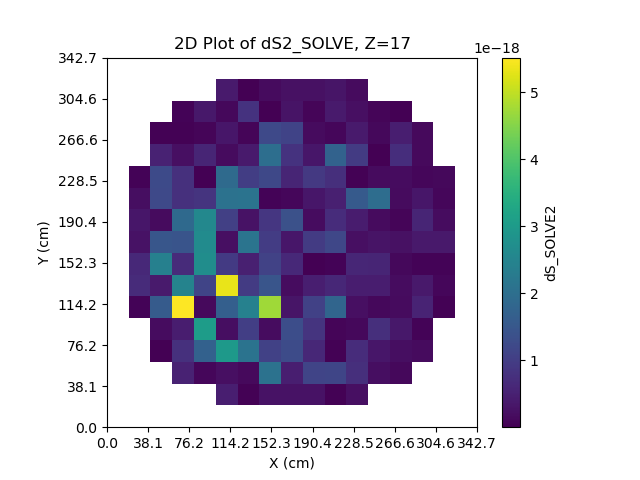 2D Plot of dS2_SOLVE, Z=17
1e−18
342.7
304.6
266.6
228.5
190.4
152.3
114.2
76.2
38.1
0.0
Y (cm)
0.0 38.1 76.2 114.2 152.3 190.4 228.5 266.6 304.6 342.7
X (cm)
5
4
3
2
1
dS_SOLVE2